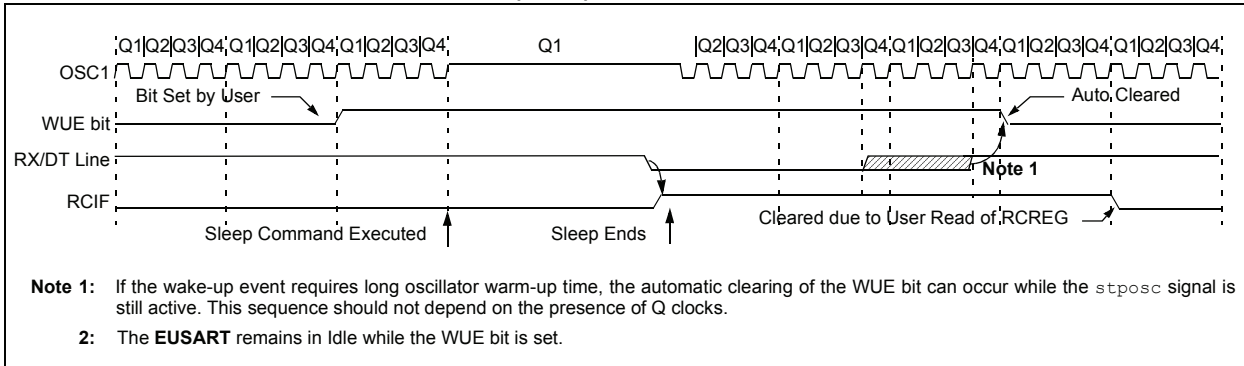 Q1|Q2|Q3|Q4 Q1|Q2|Q3|Q4 Q1|Q2|Q3|Q4 Q1 |Q2|Q3|Q4 Q1|Q2|Q3|Q4 Q1|Q2|Q3|Q4 Q1|Q2|Q3|Q4 Q1|Q2|Q3|Q4
OSC1
Bit Set by User
Auto Cleared
WUE bit
RX/DT Line
Note 1
RCIF
Cleared due to User Read of RCREG
Sleep Command Executed
Sleep Ends
Note 1: If the wake-up event requires long oscillator warm-up time, the automatic clearing of the WUE bit can occur while the stposc signal is
still active. This sequence should not depend on the presence of Q clocks.
2: The EUSART remains in Idle while the WUE bit is set.